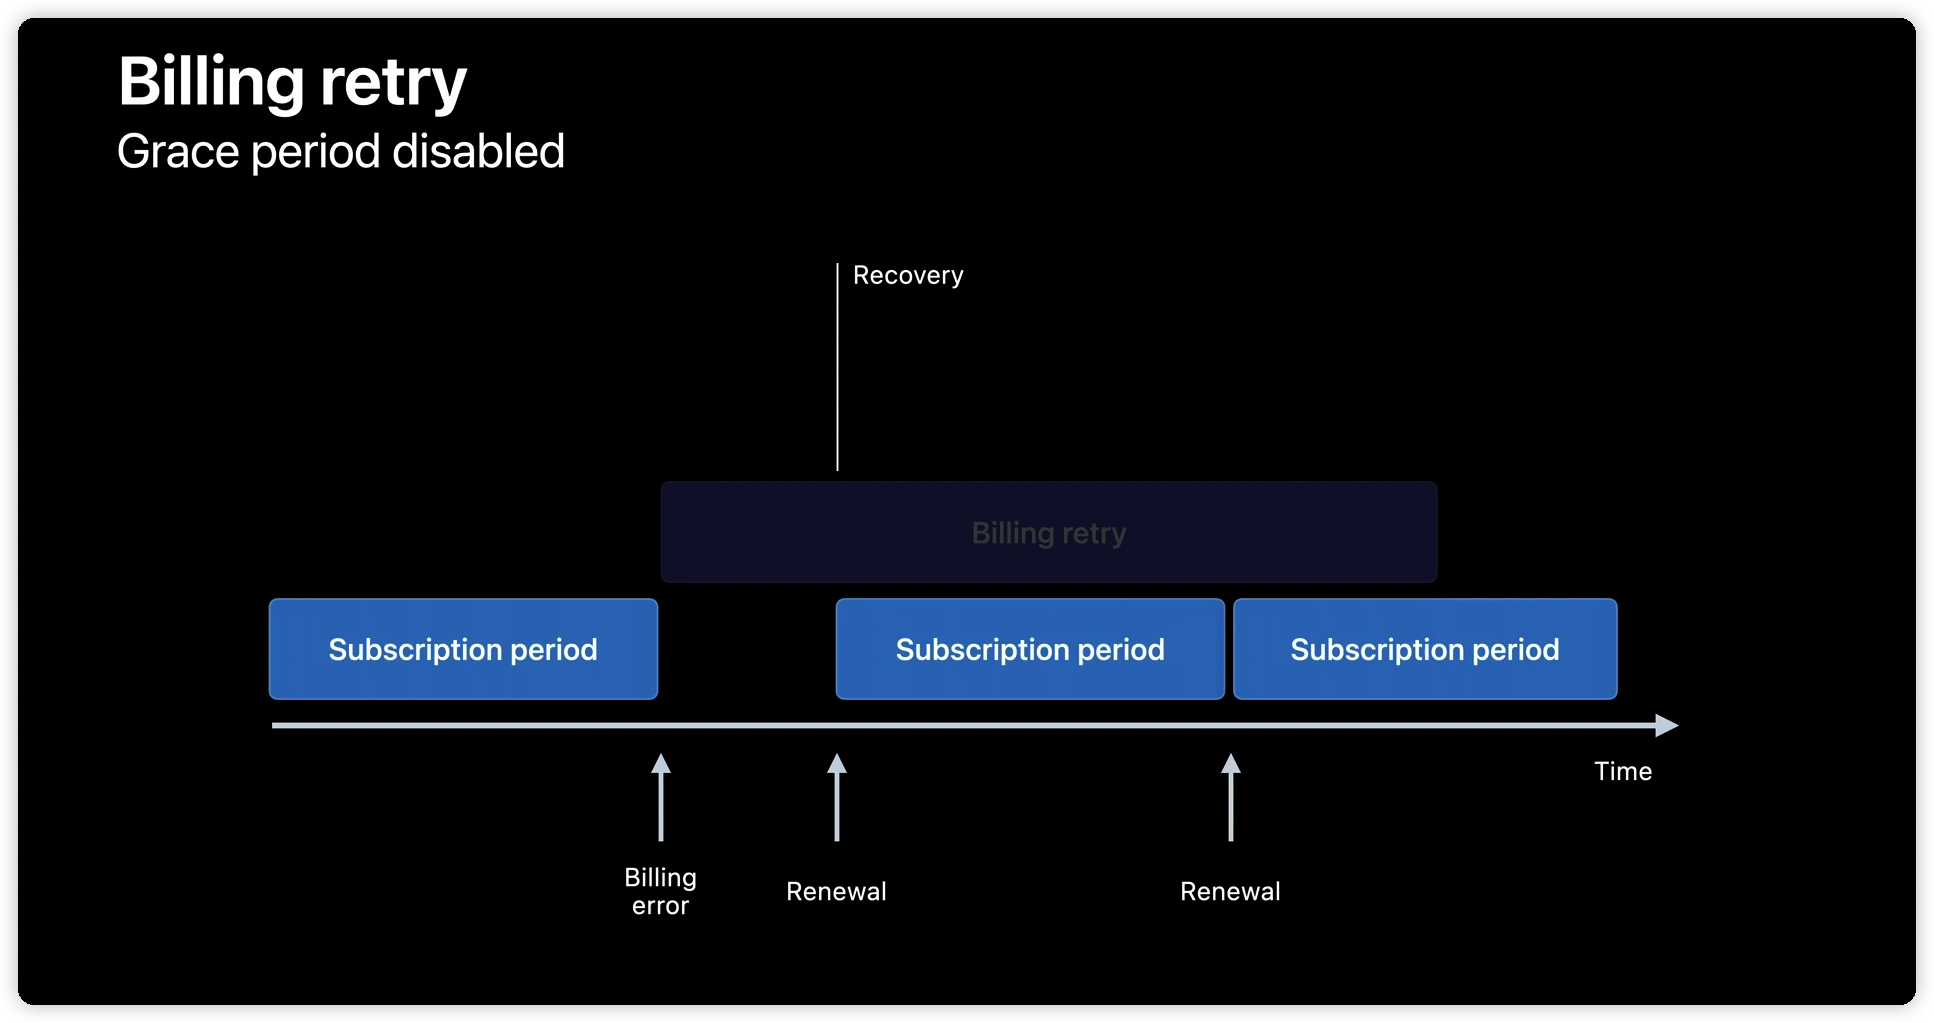 Billing retry
Grace period disabled
Recovery
Billing retry
Subscription period
Subscription period
Subscription period
Time
Billing
error
Renewal
Renewal